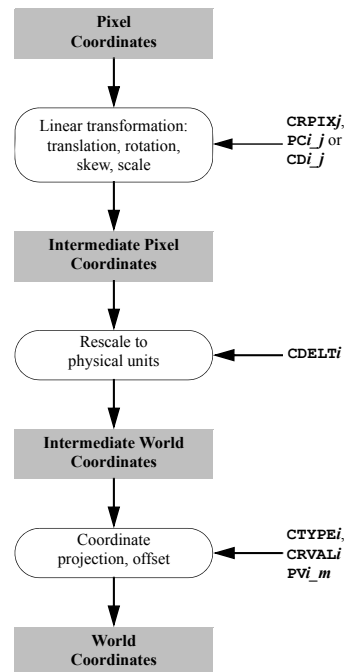 Pixel
Coordinates
Linear transformation:
translation, rotation,
skew, scale
CRPIXj,
PCi_j or
CDi_j
Intermediate Pixel
Coordinates
Rescale to
physical units
CDELTi
Intermediate World
Coordinates
Coordinate
projection, offset
CTYPEi,
CRVALi
PVi_m
World
Coordinates